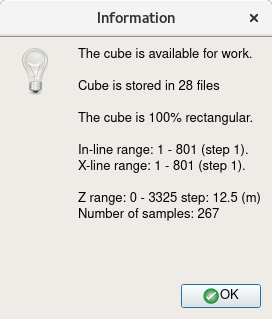 Information
×
The cube is available for work.
Cube is stored in 28 files
The cube is 100% rectangular.
In-line range: 1 - 801 (step 1).
X-line range: 1 - 801 (step 1).
Z range: 0 - 3325 step: 12.5 (m)
Number of samples: 267
OK